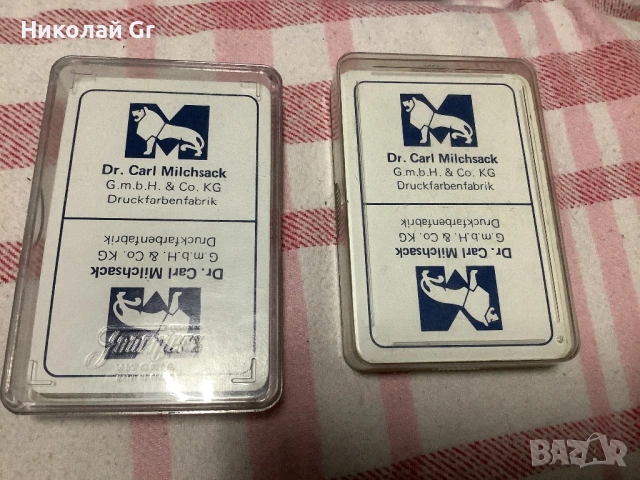 Николай Gr
M
Dr. Carl Milchsack
G.m.b.H. & Co. KG
Druckfarbenfabrik
Dr. Carl Milchsack
G.m.b.H. & Co. KG
Druckfarbenfabrik
M
M
Dr. Carl Milchsack
G.m.b.H. & Co. KG
Druckfarbenfabrik
Dr. Carl Milchsack
G.m.b.H. & Co. KG
Druckfarbenfabrik
M
BAZAR